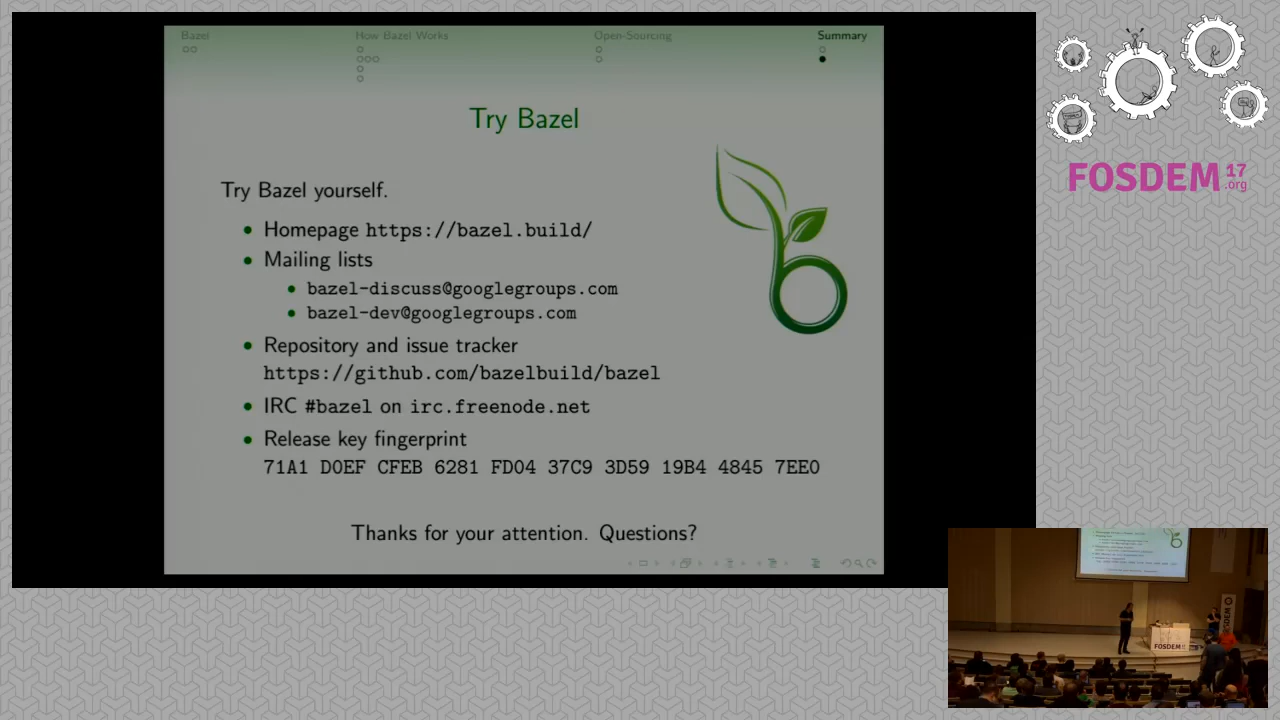 Bazel
How Bazel Works
Open-Sourcing
Summary
Try Bazel
Try Bazel yourself.
• Homepage https://bazel.build/
• Mailing lists
• bazel-discuss@googlegroups.com
• bazel-dev@googlegroups.com
• Repository and issue tracker
https://github.com/bazelbuild/bazel
• IRC #bazel on irc.freenode.net
• Release key fingerprint
71A1 D0EF CFEB 6281 FD04 37C9 3D59 19B4 4845 7EE0
Thanks for your attention. Questions?
FOSDEM 17
.org
FOSDEM
FOSDEM